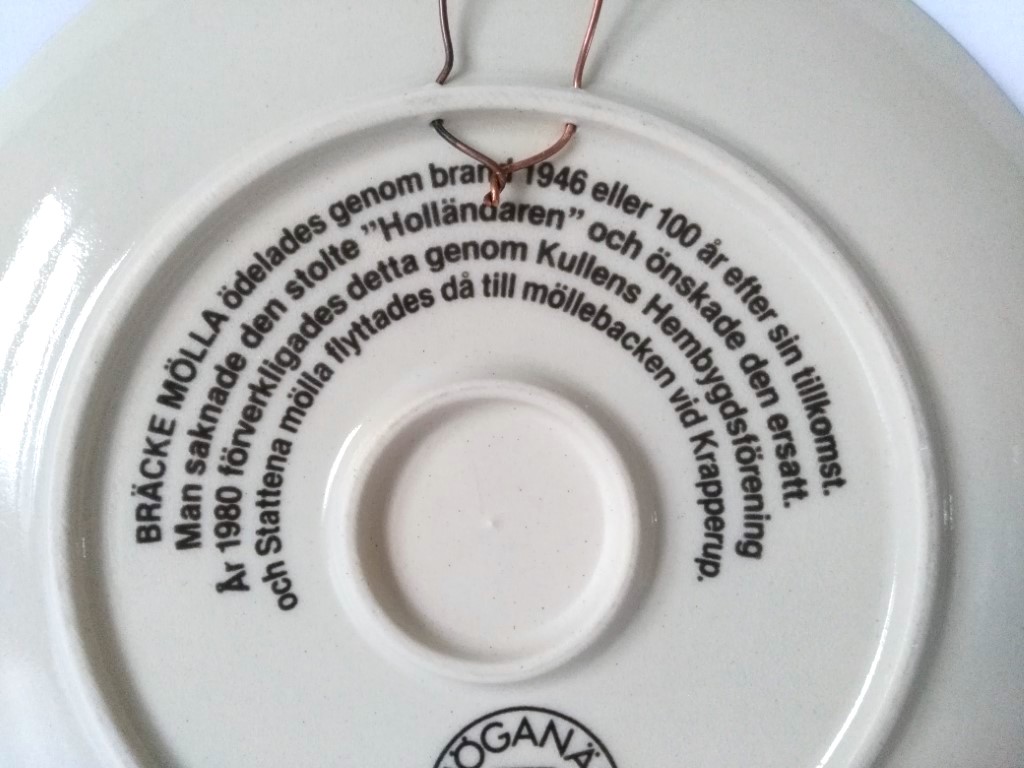 BRÄCKE MÖLLA ödelades genom brand 1946 eller 100 år efter sin tillkomst.
Man saknade den stolte ”Holländaren” och önskade den ersatt.
År 1980 förverkligades detta genom Kullens Hembygdsförening
och Stattena mölla flyttades då till möllebacken vid Krapperup.
ÖGANÄ